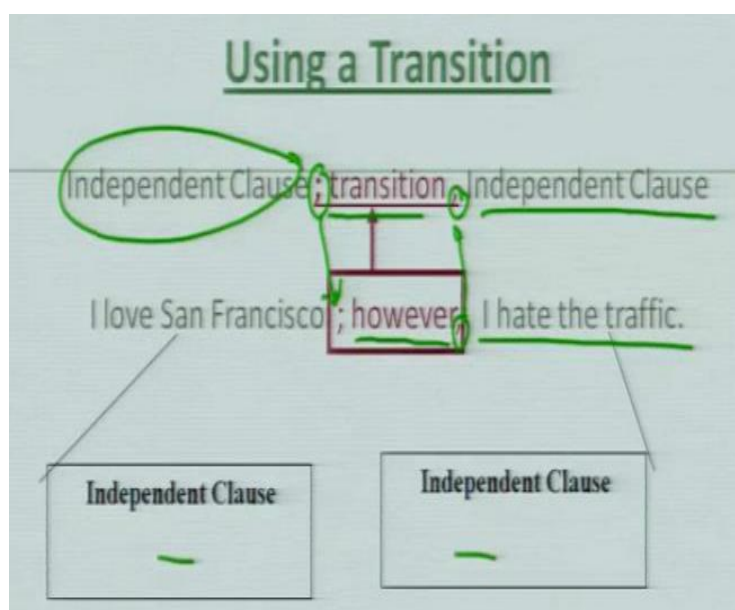 Using a Transition
Independent Clause ; transition , Independent Clause
I love San Francisco ; however , I hate the traffic.
Independent Clause
Independent Clause